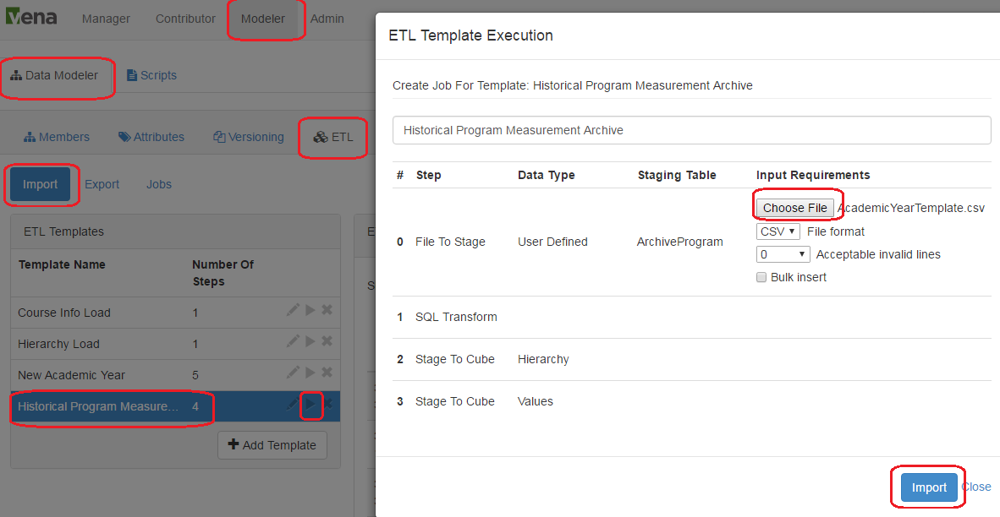 Vena Manager Contributor Modeler Admin
Data Modeler Scripts
Members Attributes Versioning ETL
Import Export Jobs
ETL Templates
Template Name Number Of
Steps
Course Info Load 1
Hierarchy Load 1
New Academic Year 5
Historical Program Measure... 4
Add Template
ETL Template Execution
Create Job For Template: Historical Program Measurement Archive
Historical Program Measurement Archive
# Step Data Type Staging Table Input Requirements
Choose File AcademicYearTemplate.csv
CSV File format
0 File To Stage User Defined ArchiveProgram
0 Acceptable invalid lines
Bulk insert
1 SQL Transform
2 Stage To Cube Hierarchy
3 Stage To Cube Values
Import Close